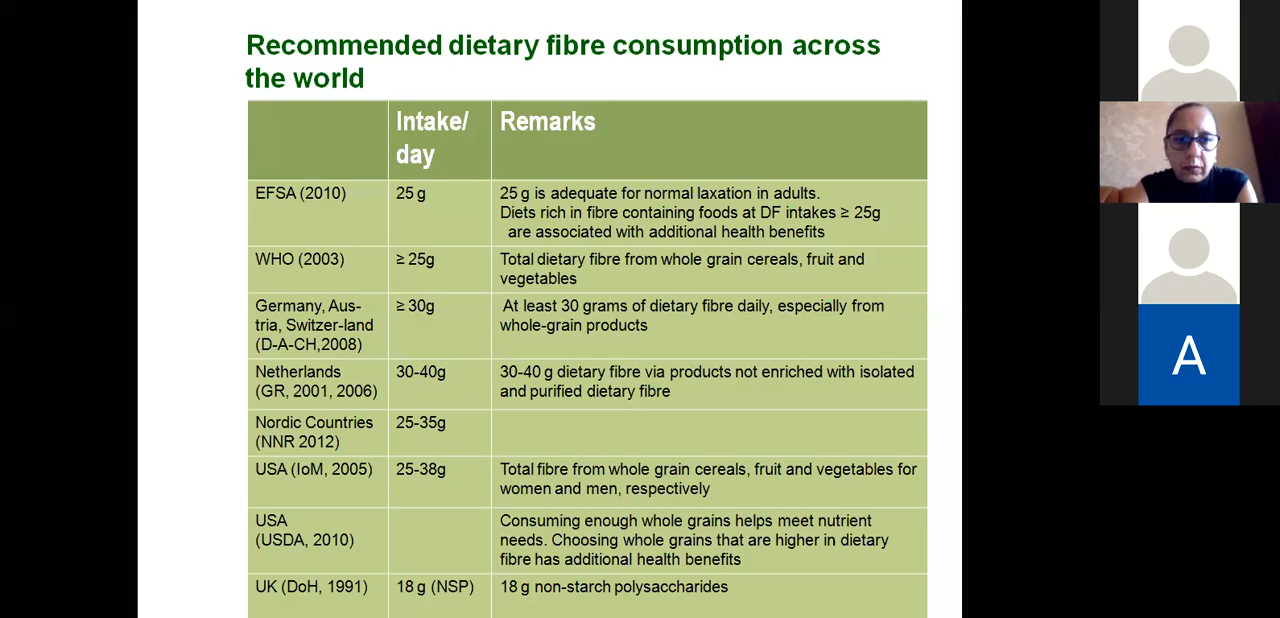 Recommended dietary fibre consumption across
the world
Intake/
day
Remarks
EFSA (2010)
25 g
25 g is adequate for normal laxation in adults.
Diets rich in fibre containing foods at DF intakes ≥ 25g
are associated with additional health benefits
WHO (2003)
≥ 25g
Total dietary fibre from whole grain cereals, fruit and
vegetables
Germany, Aus-
tria, Switzer-land
(D-A-CH,2008)
≥ 30g
At least 30 grams of dietary fibre daily, especially from
whole-grain products
Netherlands
(GR, 2001, 2006)
30-40g
30-40 g dietary fibre via products not enriched with isolated
and purified dietary fibre
Nordic Countries
(NNR 2012)
25-35g
USA (IoM, 2005)
25-38g
Total fibre from whole grain cereals, fruit and vegetables for
women and men, respectively
USA
(USDA, 2010)
Consuming enough whole grains helps meet nutrient
needs. Choosing whole grains that are higher in dietary
fibre has additional health benefits
UK (DoH, 1991)
18 g (NSP)
18 g non-starch polysaccharides
A